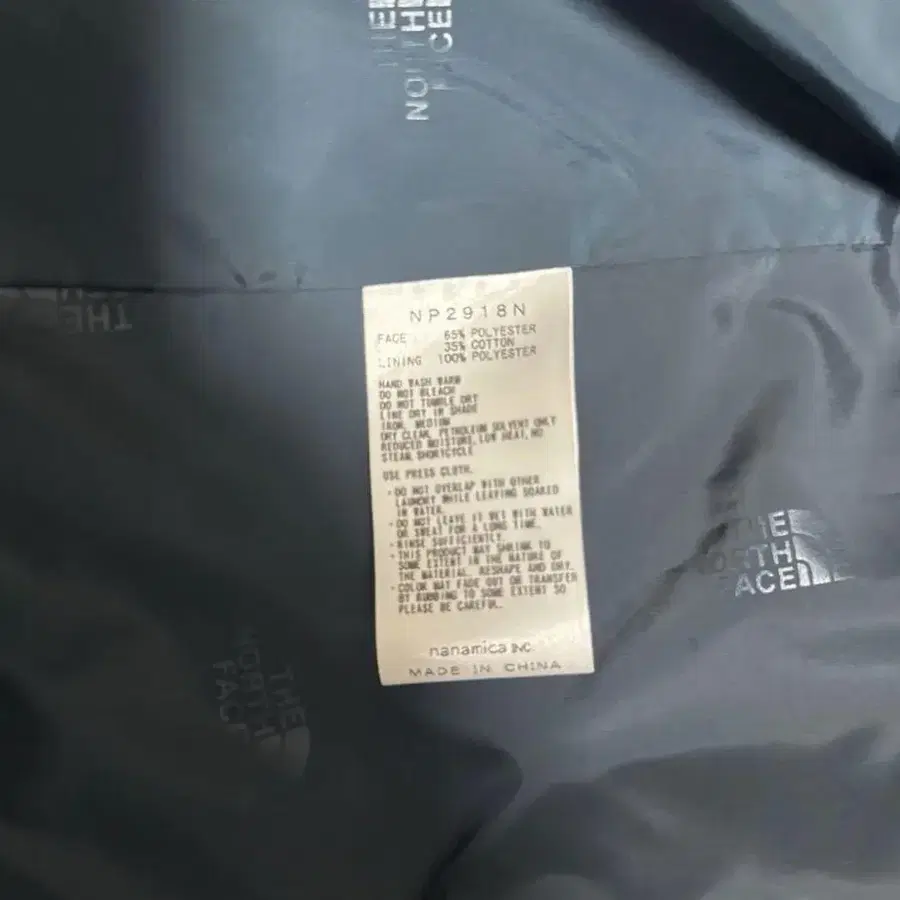 THE
NORTH
FACE
THE
NP2918N
FACE : 65% POLYESTER
35% COTTON
LINING 100% POLYESTER
HAND WASH WARM
DO NOT BLEACH
DO NOT TUMBLE DRY
LINE DRY IN SHADE
IRON, MEDIUM
DRY CLEAN, PETROLEUM SOLVENT ONLY
REDUCED MOISTURE, LOW HEAT, NO
STEAM, SHORTCYCLE
USE PRESS CLOTH.
・DO NOT OVERLAP WITH OTHER
LAUNDRY WHILE LEAVING SOAKED
IN WATER.
・DO NOT LEAVE IT WET WITH WATER
OR SWEAT FOR A LONG TIME.
・RINSE SUFFICIENTLY.
・THIS PRODUCT MAY SHRINK TO
SOME EXTENT IN THE NATURE OF
THE MATERIAL. RESHAPE AND DRY.
・COLOR MAY FADE OUT OR TRANSFER
BY RUBBING TO SOME EXTENT SO
PLEASE BE CAREFUL.
nanamica INC.
MADE IN CHINA
THE
NORTH
FACE
THE
NORTH
FACE